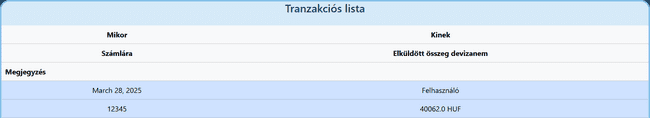 Tranzakciós lista
Mikor Kinek
Számlára Elküldött összeg devizanem
Megjegyzés
March 28, 2025 Felhasználó
12345 40062.0 HUF